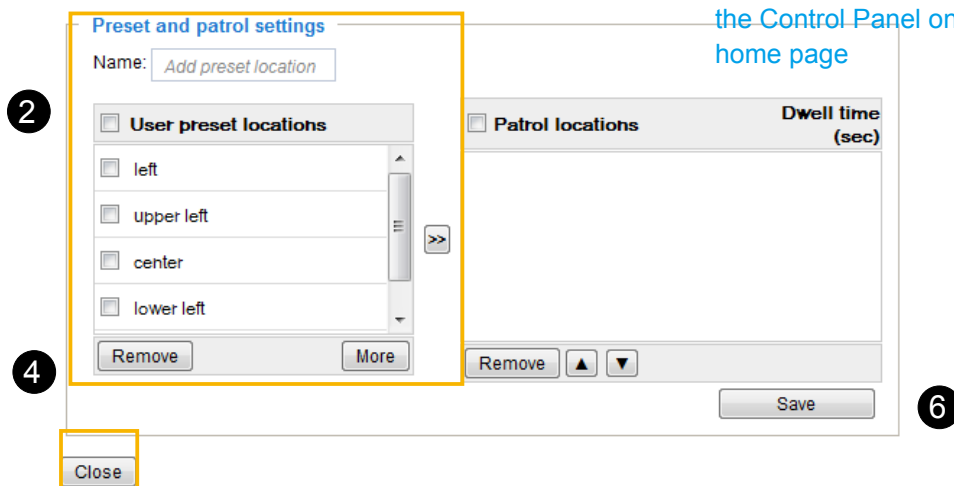 the Control Panel on
home page
Preset and patrol settings
Name: Add preset location
2
User preset locations
left
upper left
center
lower left
Remove More
>>
Patrol locations Dwell time
(sec)
Remove ▲ ▼
4
Save
6
Close